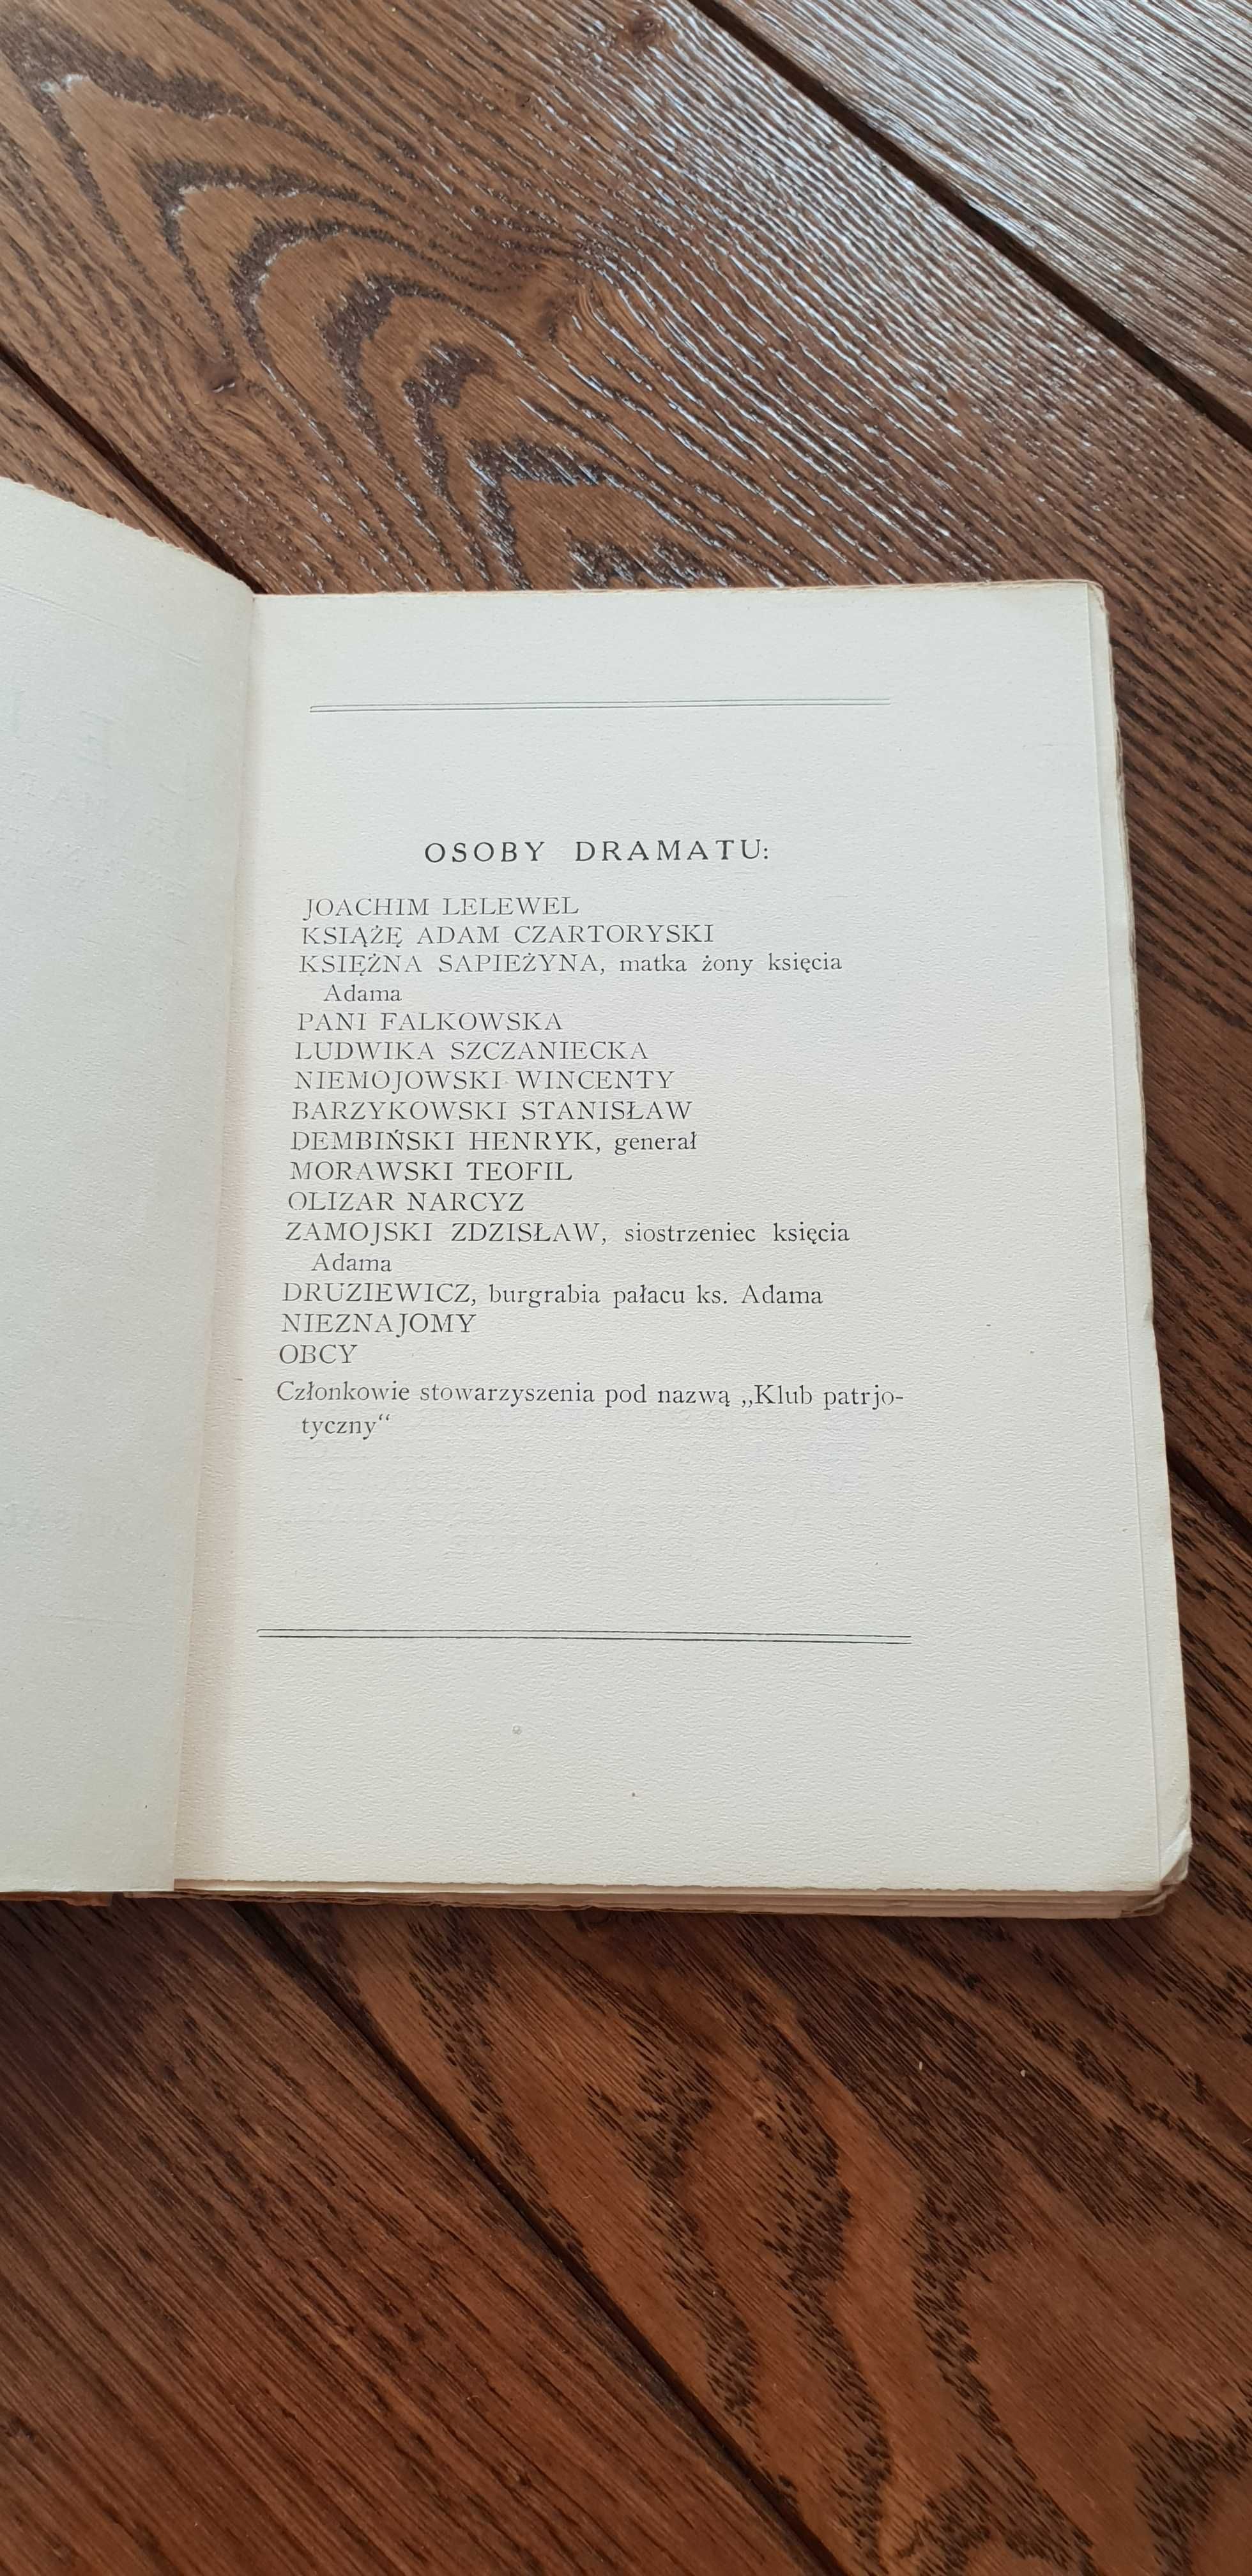 OSOBY DRAMATU:
JOACHIM LELEWEL
KSIĄŻĘ ADAM CZARTORYSKI
KSIĘŻNA SAPIEŻYNA, matka żony księcia
Adama
PANI FALKOWSKA
LUDWIKA SZCZANIECKA
NIEMOJOWSKI WINCENTY
BARZYKOWSKI STANISŁAW
DEMBIŃSKI HENRYK, generał
MORAWSKI TEOFIL
OLIZAR NARCYZ
ZAMOJSKI ZDZISŁAW, siostrzeniec księcia
Adama
DRUZIEWICZ, burgrabia pałacu ks. Adama
NIEZNAJOMY
OBCY
Członkowie stowarzyszenia pod nazwą „Klub patrjo-
tyczny“